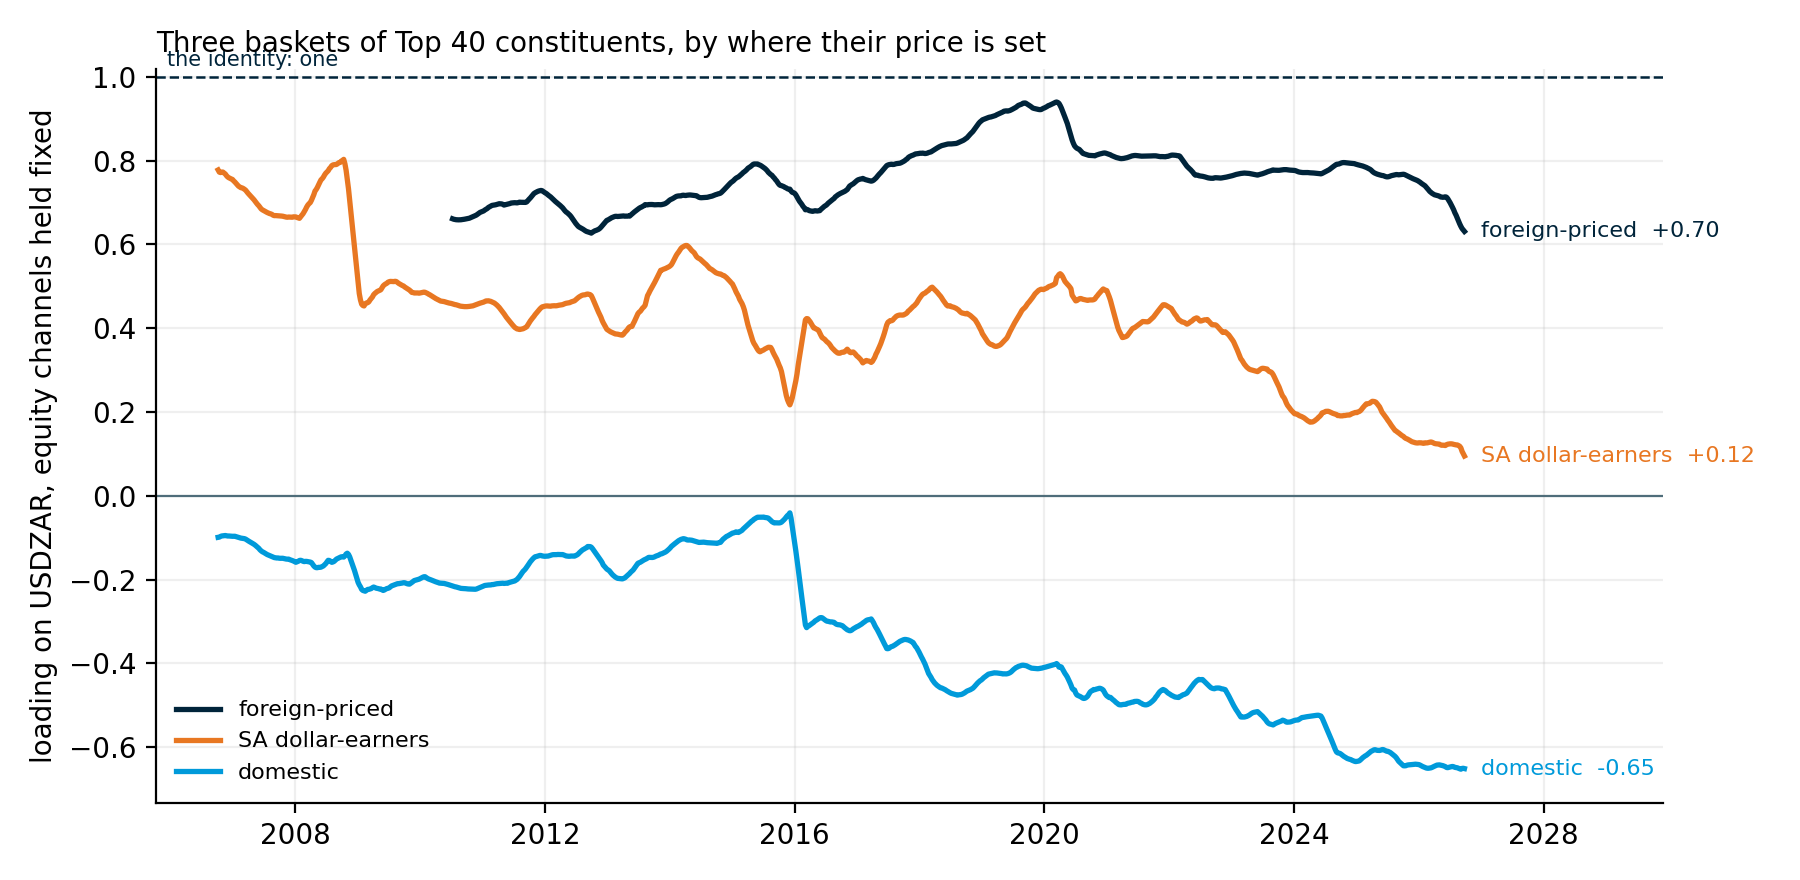 Three baskets of Top 40 constituents, by where their price is set
the identity: one
loading on USDZAR, equity channels held fixed
1.0
0.8
0.6
0.4
0.2
0.0
−0.2
−0.4
−0.6
foreign-priced +0.70
SA dollar-earners +0.12
domestic -0.65
foreign-priced
SA dollar-earners
domestic
2008
2012
2016
2020
2024
2028